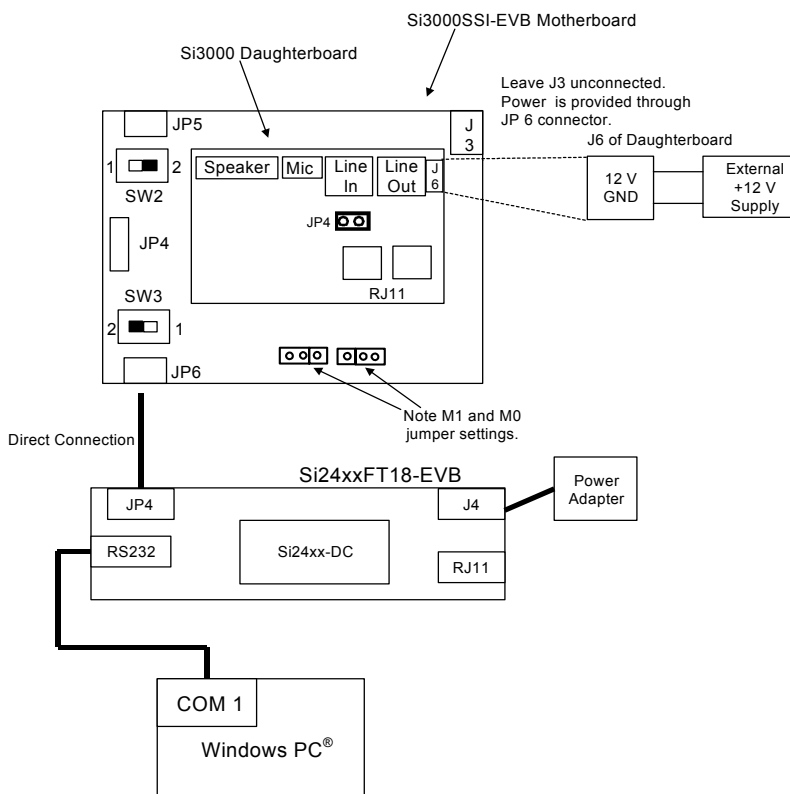 Si3000SSI-EVB Motherboard
Si3000 Daughterboard
Leave J3 unconnected.
Power is provided through
JP 6 connector.
J6 of Daughterboard
JP5
J
3
1
2
SW2
Speaker
Mic
Line
In
Line
Out
J
6
12 V
GND
External
+12 V
Supply
JP4
JP4
RJ11
SW3
2
1
JP6
Note M1 and M0
jumper settings.
Direct Connection
Si24xxFT18-EVB
Power
Adapter
JP4
J4
RS232
Si24xx-DC
RJ11
COM 1
Windows PC®